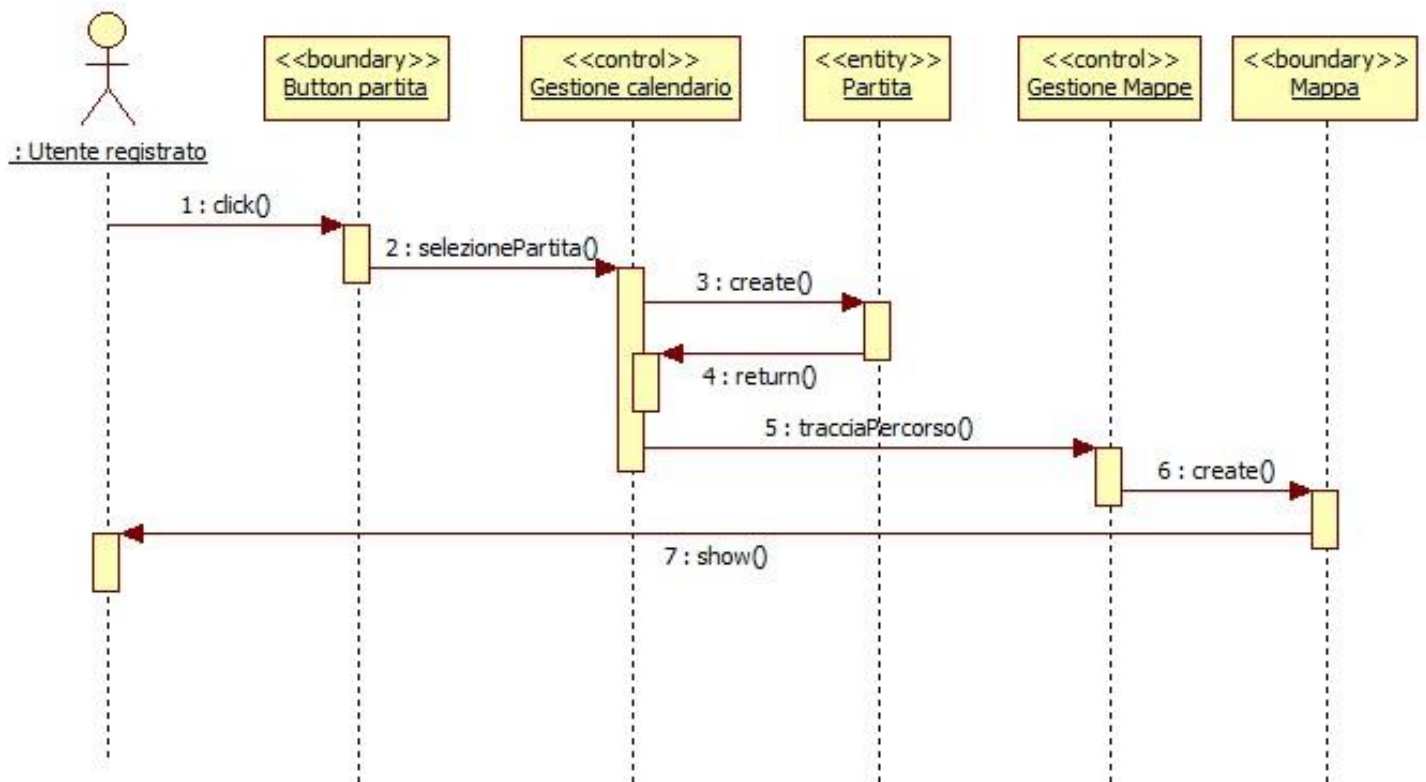 <<boundary>>
Button partita
<<control>>
Gestione calendario
<<entity>>
Partita
<<control>>
Gestione Mappe
<<boundary>>
Mappa
: Utente registrato
1 : click()
2 : selezionePartita()
3 : create()
4 : return()
5 : tracciaPercorso()
6 : create()
7 : show()